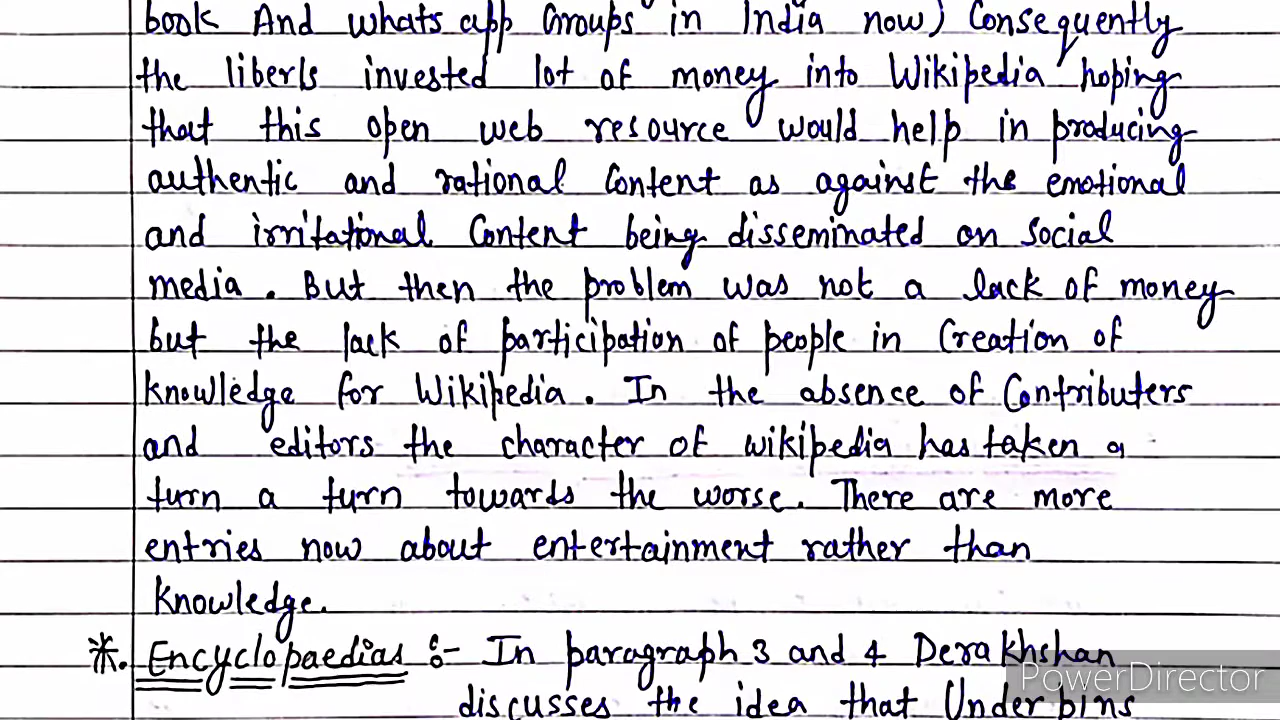 book And whats app Groups in India now) Consequently
the liberls invested lot of money into Wikipedia hoping
that this open web resource would help in producing
authentic and rational Content as against the emotional
and irritational Content being disseminated on social
media. But then the problem was not a lack of money
but the lack of participation of people in Creation of
knowledge for Wikipedia. In the absence of Contributers
and editors the character of wikipedia has taken a
turn a turn towards the worse. There are more
entries now about entertainment rather than
Knowledge.
*. Encyclopaedias :- In paragraph 3 and 4 Derakhshan
discusses the idea that Underpins
PowerDirector